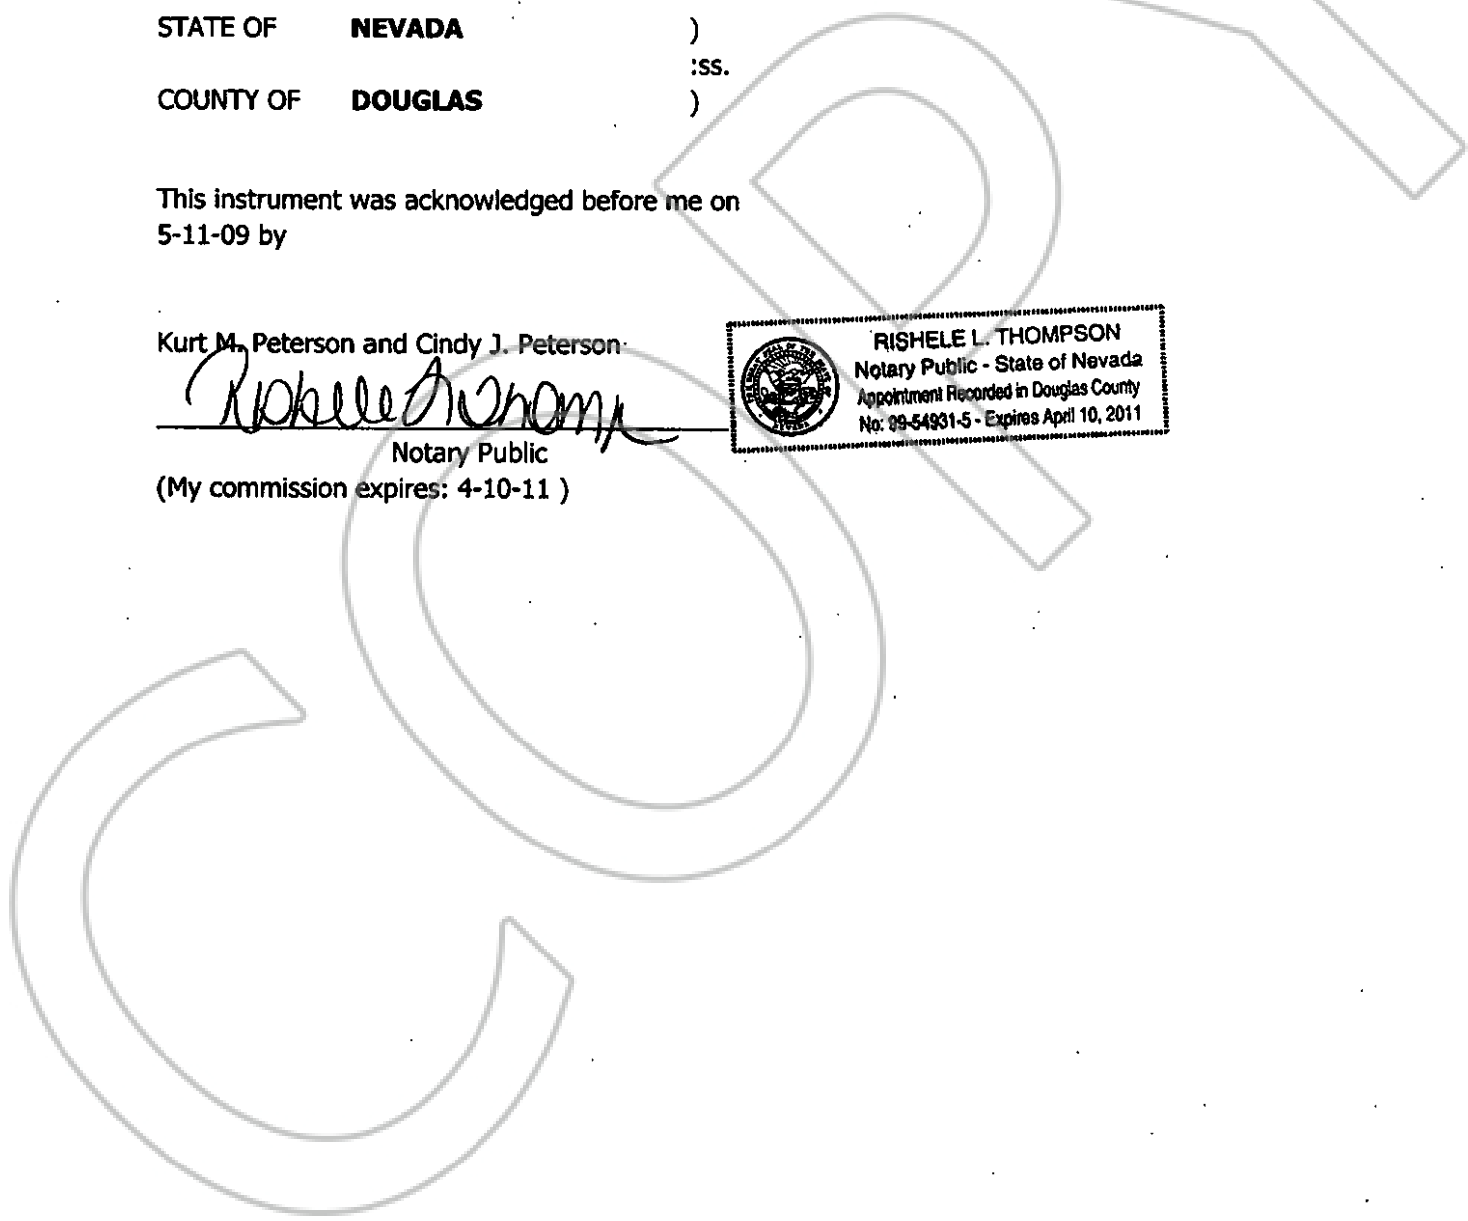 STATE OF NEVADA )
:ss.
COUNTY OF DOUGLAS )
This instrument was acknowledged before me on
5-11-09 by
Kurt M. Peterson and Cindy J. Peterson
Rishele L. Thomp
Notary Public
(My commission expires: 4-10-11 )
RISHELE L. THOMPSON
Notary Public - State of Nevada
Appointment Recorded in Douglas County
No: 99-54931-5 - Expires April 10, 2011
COPY